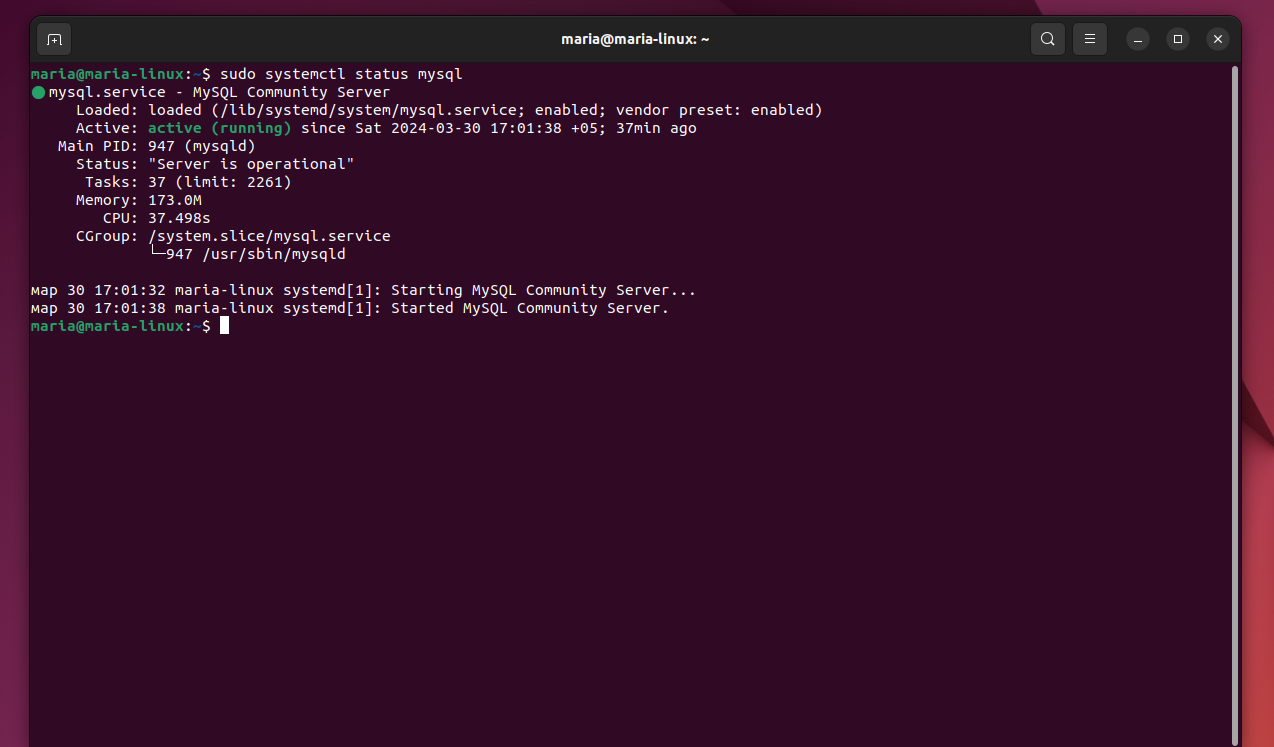 maria@maria-linux: ~
maria@maria-linux:~$ sudo systemctl status mysql
mysql.service - MySQL Community Server
Loaded: loaded (/lib/systemd/system/mysql.service; enabled; vendor preset: enabled)
Active: active (running) since Sat 2024-03-30 17:01:38 +05; 37min ago
Main PID: 947 (mysqld)
Status: "Server is operational"
Tasks: 37 (limit: 2261)
Memory: 173.0M
CPU: 37.498s
CGroup: /system.slice/mysql.service
└─947 /usr/sbin/mysqld
мар 30 17:01:32 maria-linux systemd[1]: Starting MySQL Community Server...
мар 30 17:01:38 maria-linux systemd[1]: Started MySQL Community Server.
maria@maria-linux:~$